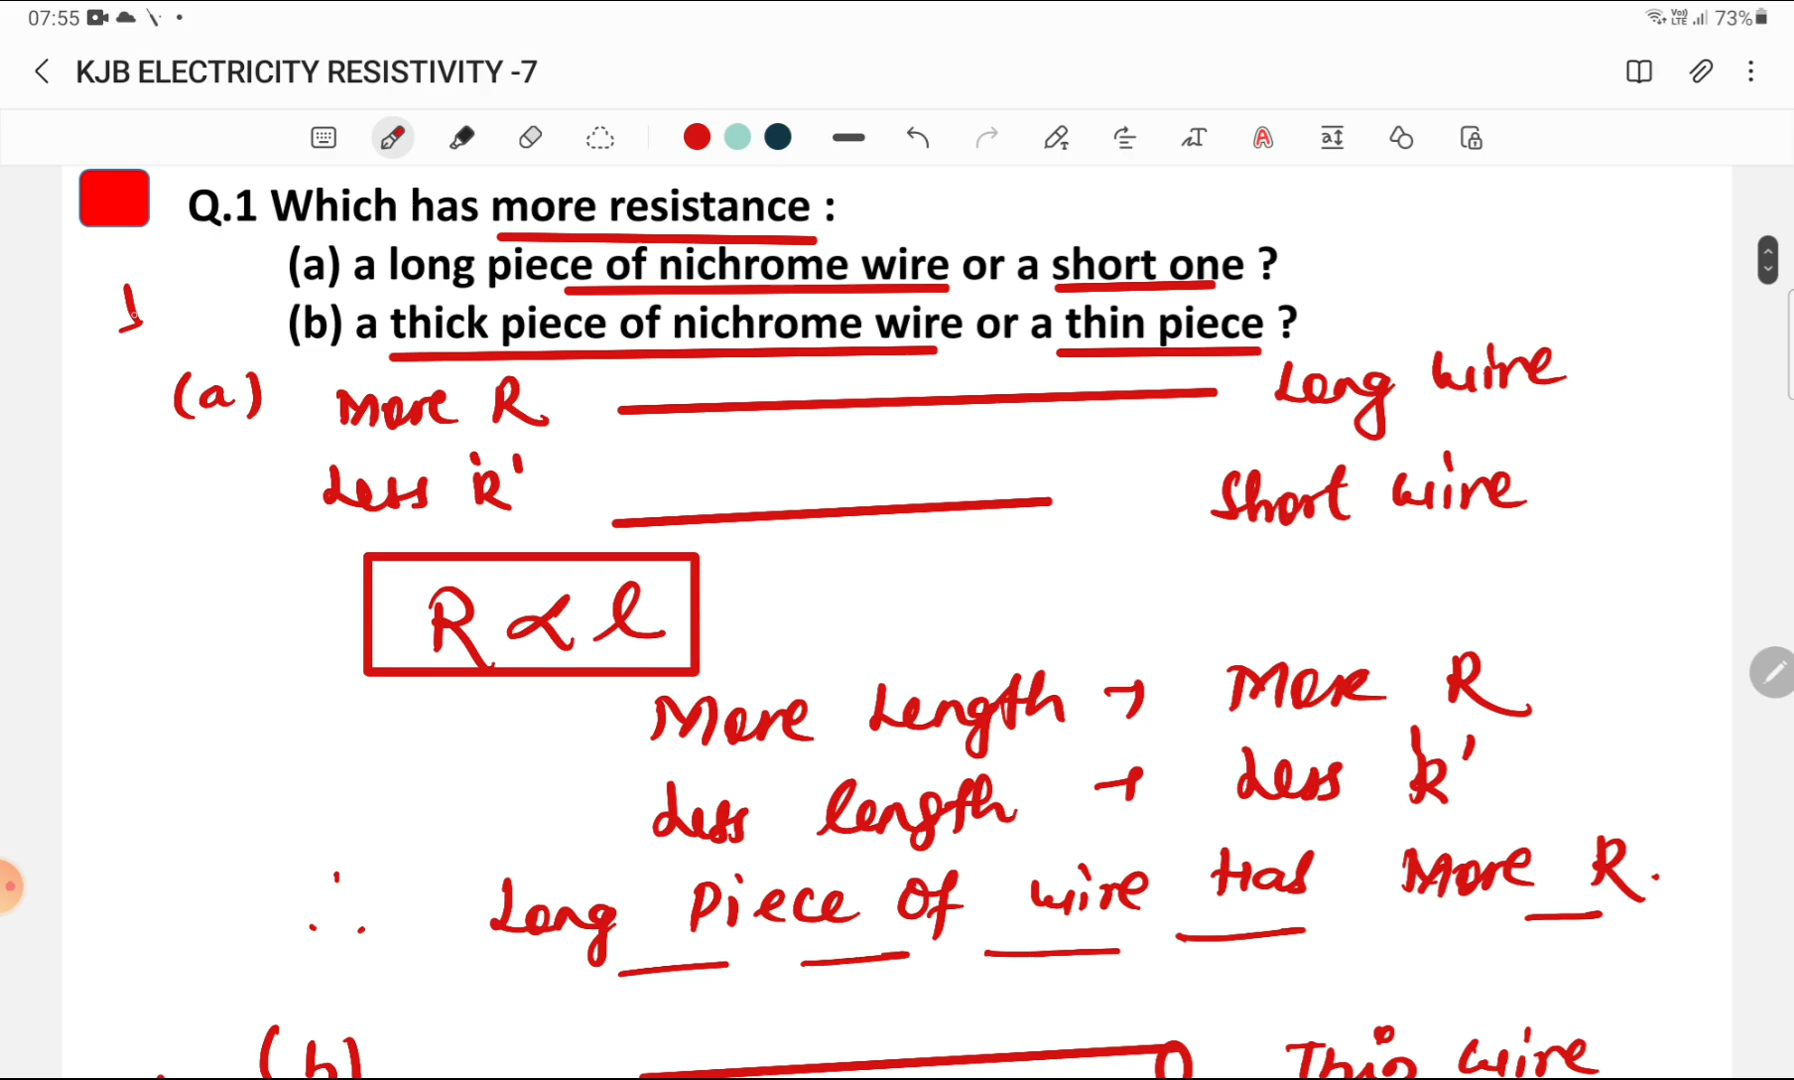 07:55 73%
KJB ELECTRICITY RESISTIVITY -7
Q.1 Which has more resistance :
(a) a long piece of nichrome wire or a short one ?
(b) a thick piece of nichrome wire or a thin piece ?
(a) More R Long wire
Less R' Short wire
R ∝ l
More Length → More R
Less length → Less R'
∴ Long Piece Of wire Has More R.
(b) Thin wire